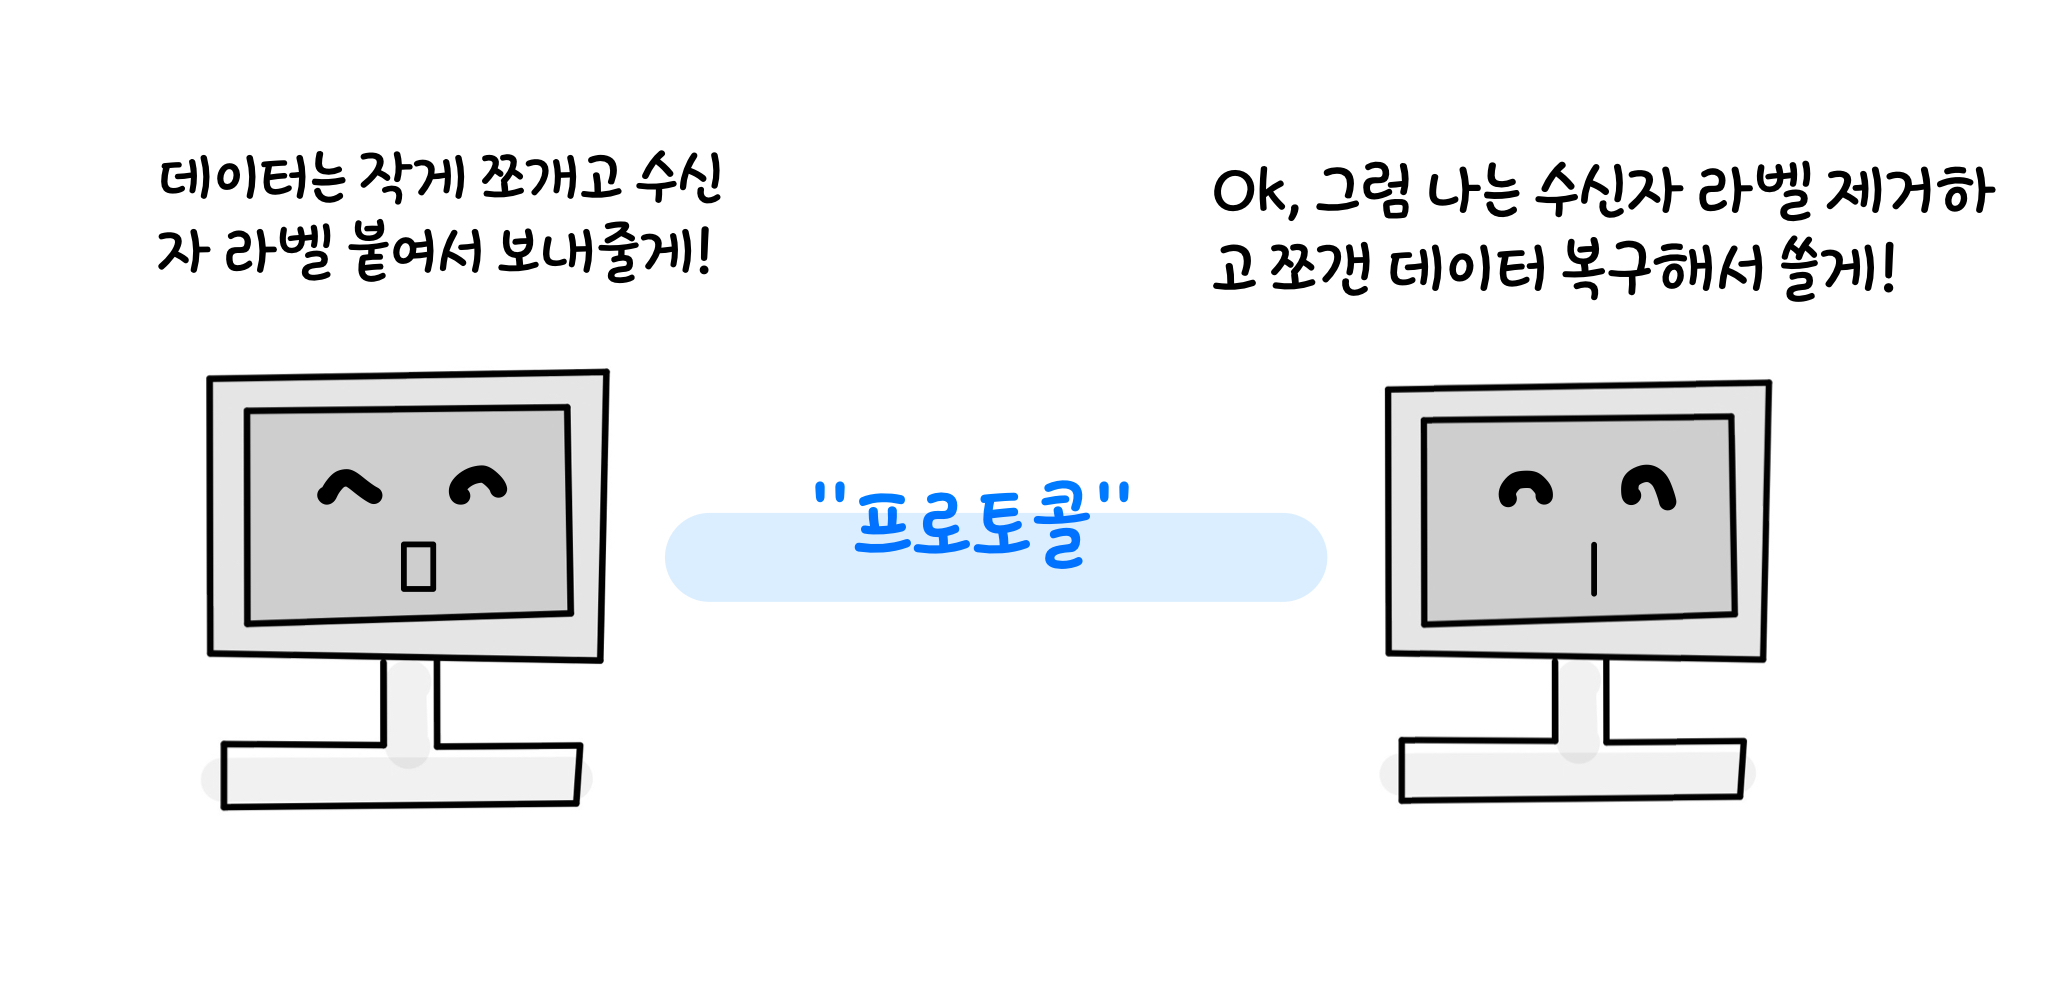 데이터는 작게 쪼개고 수신
자 라벨 붙여서 보내줄게!
Ok, 그럼 나는 수신자 라벨 제거하
고 쪼갠 데이터 복구해서 쓸게!
"프로토콜"